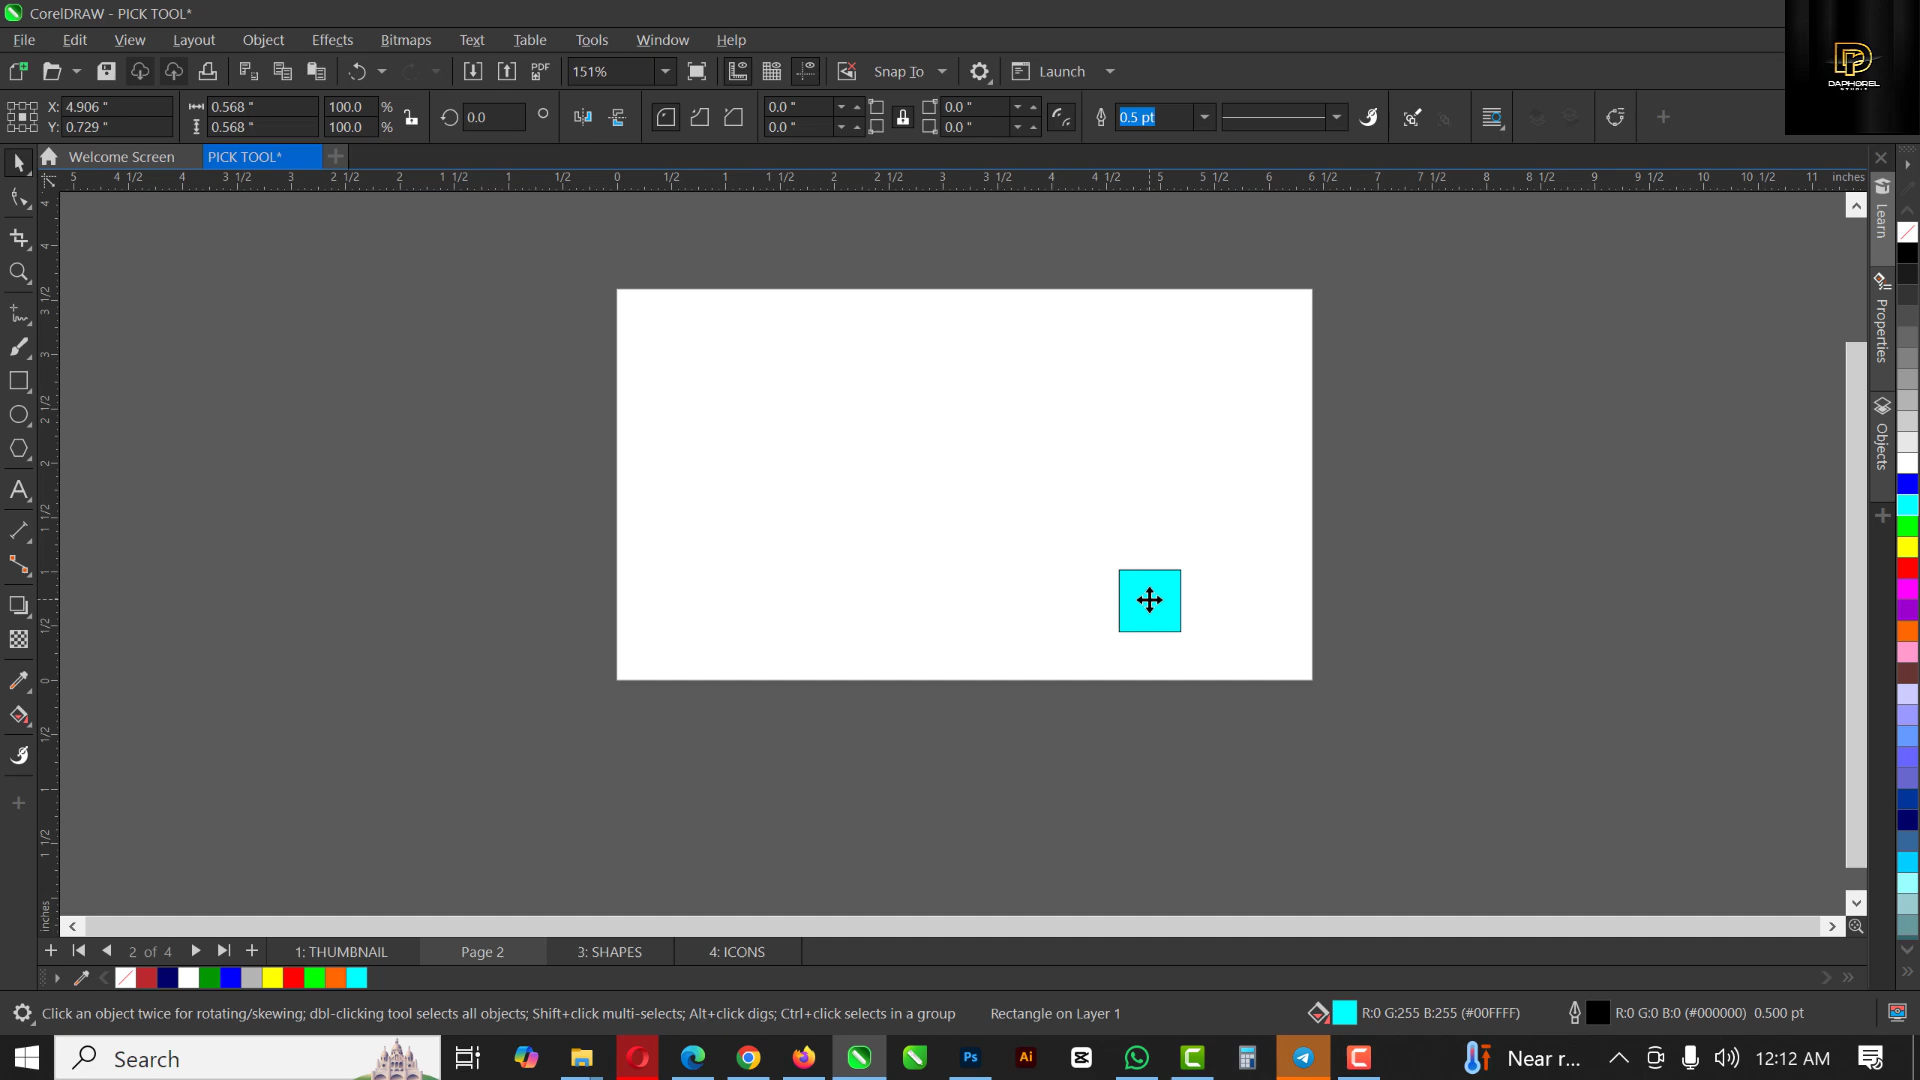 CorelDRAW - PICK TOOL*
File Edit View Layout Object Effects Bitmaps Text Table Tools Window Help
PDF 151% Snap To Launch
DAPHOREL
STUDIO
X: 4.906 " 0.568 " 100.0 % 0.0 0.0 " 0.0 " 0.5 pt
Y: 0.729 " 0.568 " 100.0 % 0.0 " 0.0 "
Welcome Screen PICK TOOL*
5 4 1/2 4 3 1/2 3 2 1/2 2 1 1/2 1 1/2 0 1/2 1 1 1/2 2 2 1/2 3 3 1/2 4 4 1/2 5 5 1/2 6 6 1/2 7 7 1/2 8 8 1/2 9 9 1/2 10 10 1/2 11 inches
4
4
3 1/2
3
2 1/2
2
1 1/2
1
1/2
0
1/2
1
1 1/2
inches
Learn
Properties
Objects
2 of 4 1: THUMBNAIL Page 2 3: SHAPES 4: ICONS
Click an object twice for rotating/skewing; dbl-clicking tool selects all objects; Shift+click multi-selects; Alt+click digs; Ctrl+click selects in a group Rectangle on Layer 1 R:0 G:255 B:255 (#00FFFF) R:0 G:0 B:0 (#000000) 0.500 pt
Search Ps Ai Near r... 12:12 AM